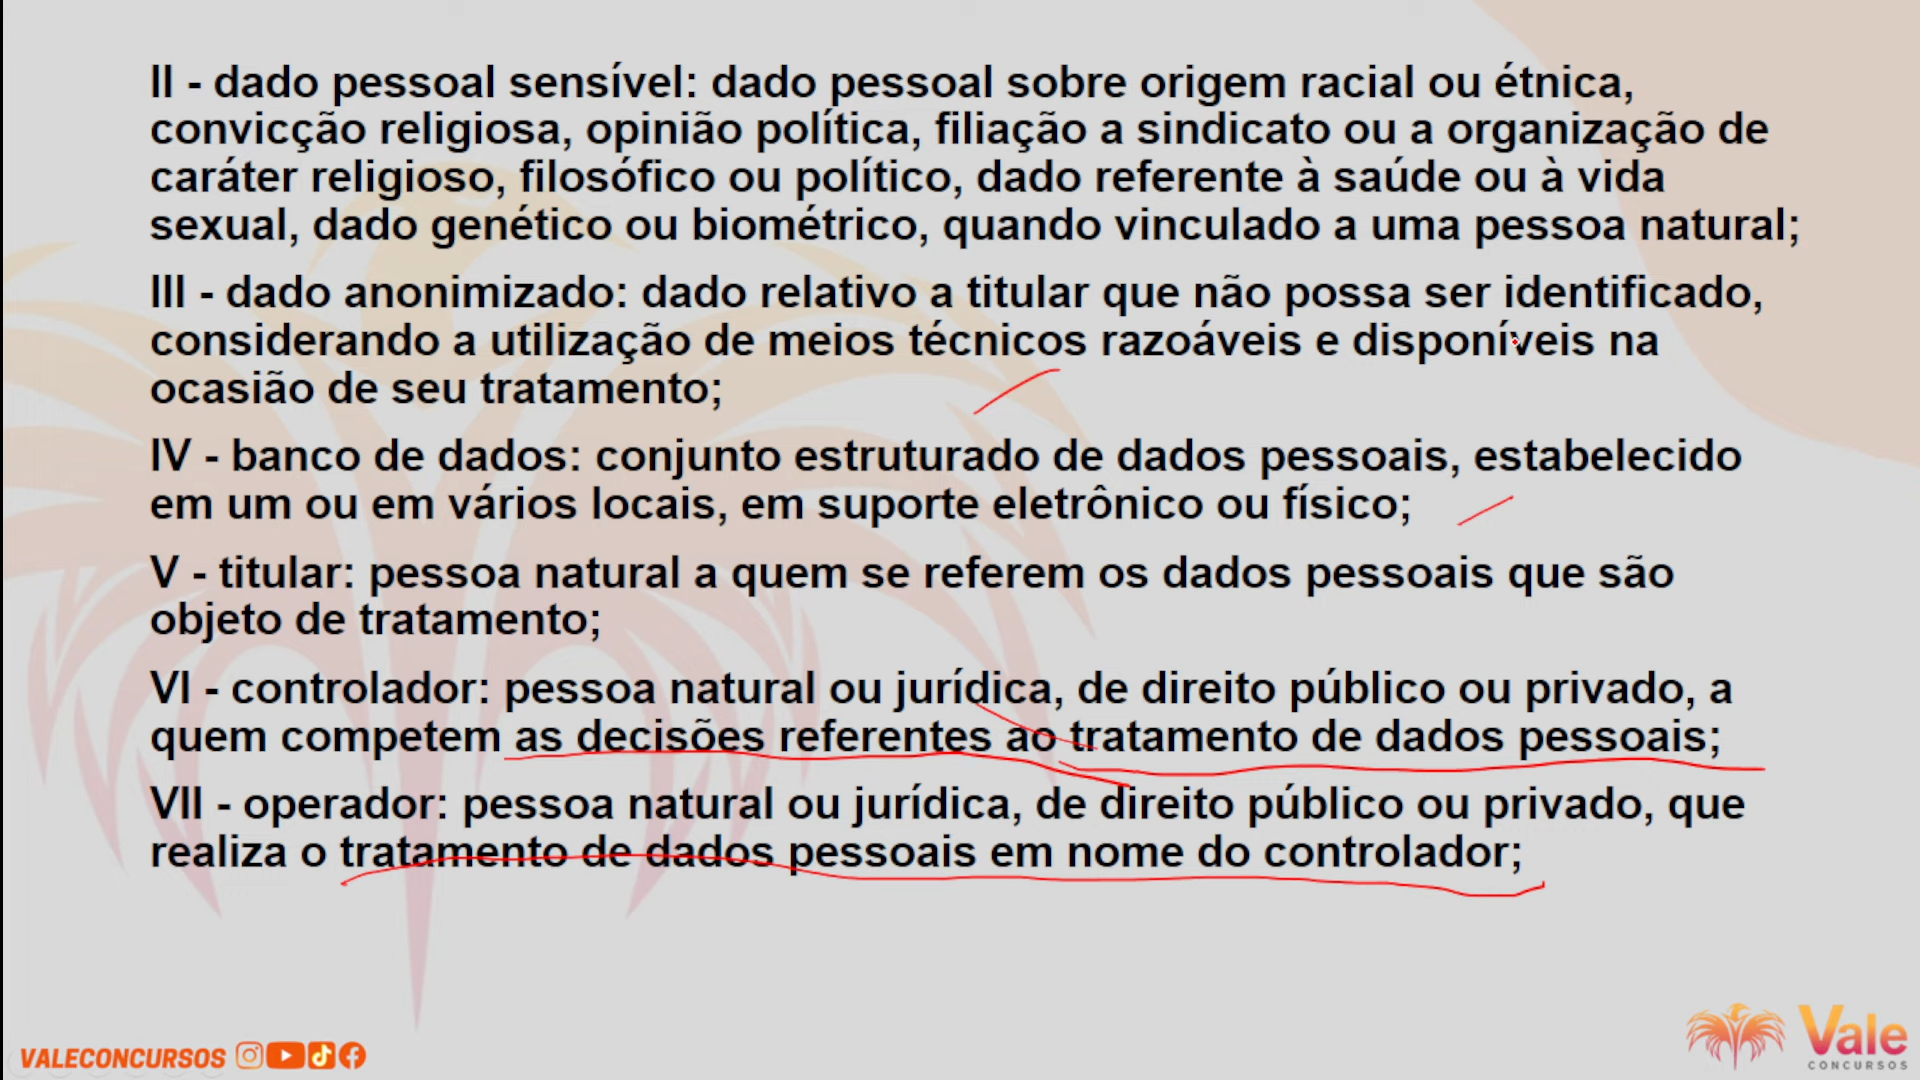 II - dado pessoal sensível: dado pessoal sobre origem racial ou étnica,
convicção religiosa, opinião política, filiação a sindicato ou a organização de
caráter religioso, filosófico ou político, dado referente à saúde ou à vida
sexual, dado genético ou biométrico, quando vinculado a uma pessoa natural;
III - dado anonimizado: dado relativo a titular que não possa ser identificado,
considerando a utilização de meios técnicos razoáveis e disponíveis na
ocasião de seu tratamento;
IV - banco de dados: conjunto estruturado de dados pessoais, estabelecido
em um ou em vários locais, em suporte eletrônico ou físico;
V - titular: pessoa natural a quem se referem os dados pessoais que são
objeto de tratamento;
VI - controlador: pessoa natural ou jurídica, de direito público ou privado, a
quem competem as decisões referentes ao tratamento de dados pessoais;
VII - operador: pessoa natural ou jurídica, de direito público ou privado, que
realiza o tratamento de dados pessoais em nome do controlador;
VALECONCURSOS
Vale
CONCURSOS